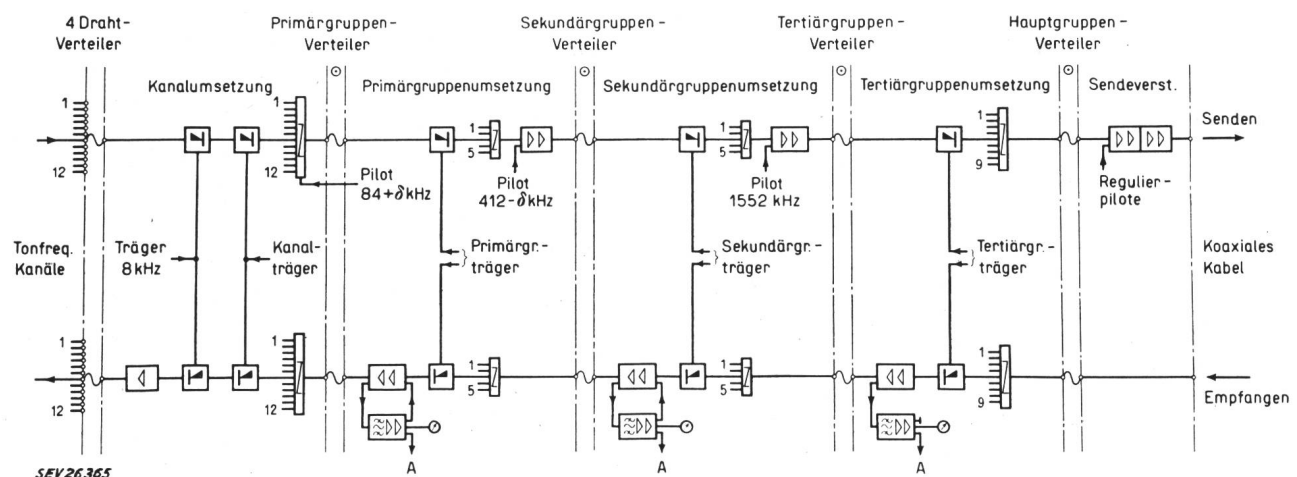 4 Draht-
Verteiler
Primärgruppen-
Verteiler
Sekundärgruppen-
Verteiler
Tertiärgruppen-
Verteiler
Hauptgruppen-
Verteiler
Kanalumsetzung
Primärgruppenumsetzung
Sekundärgruppenumsetzung
Tertiärgruppenumsetzung
Sendeverst.
1
12
1
12
1
5
1
5
1
9
Senden
Pilot
84+δkHz
Pilot
412-δkHz
Pilot
1552 kHz
Regulier-
pilote
Tonfreq.
Kanäle
Träger
8kHz
Kanal-
träger
Primärgr.-
träger
Sekundärgr.-
träger
Tertiärgr.-
träger
Koaxiales
Kabel
1
12
1
12
1
5
1
5
1
9
Empfangen
A
A
A
SEV26365